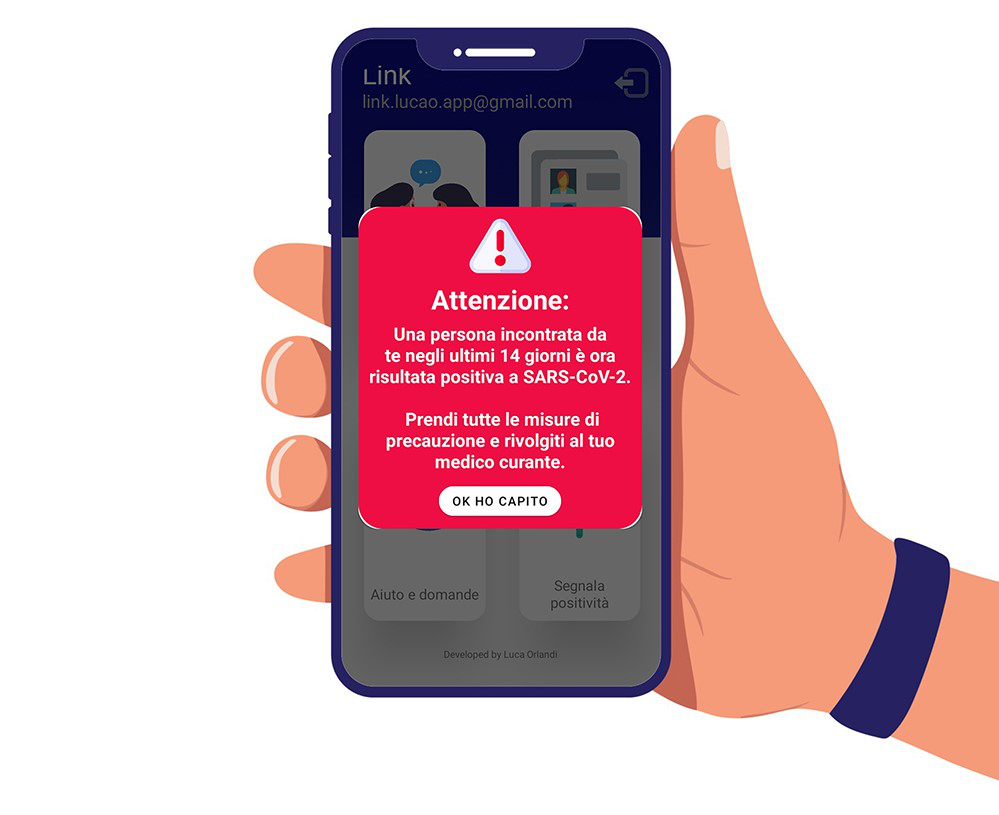 Link
link.lucao.app@gmail.com
Attenzione:
Una persona incontrata da
te negli ultimi 14 giorni è ora
risultata positiva a SARS-CoV-2.
Prendi tutte le misure di
precauzione e rivolgiti al tuo
medico curante.
OK HO CAPITO
Aiuto e domande
Segnala
positività
Developed by Luca Orlandi